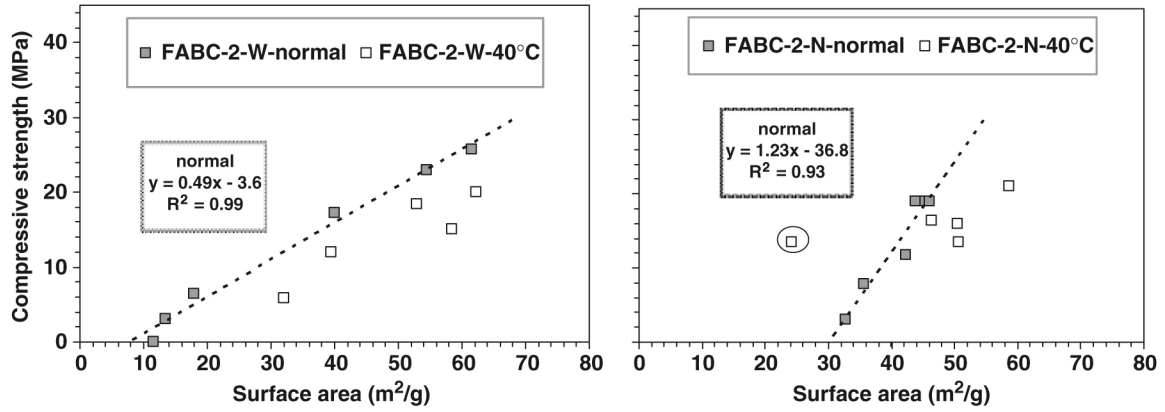 FABC-2-W-normal FABC-2-W-40°C
normal
y = 0.49x - 3.6
R² = 0.99
Compressive strength (MPa)
40
30
20
10
0
0 10 20 30 40 50 60 70 80
Surface area (m²/g)
FABC-2-N-normal FABC-2-N-40°C
normal
y = 1.23x - 36.8
R² = 0.93
0 10 20 30 40 50 60 70 80
Surface area (m²/g)